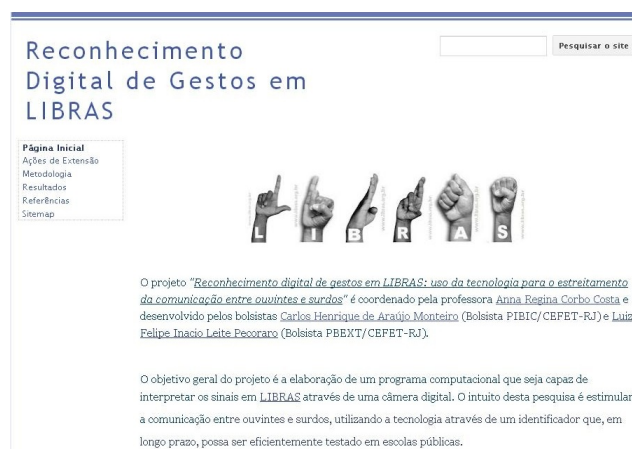 Reconhecimento
Digital de Gestos em
LIBRAS
Pesquisar o site
Página Inicial
Ações de Extensão
Metodologia
Resultados
Referências
Sitemap
L I B R A S
O projeto "Reconhecimento digital de gestos em LIBRAS: uso da tecnologia para o estreitamento
da comunicação entre ouvintes e surdos" é coordenado pela professora Anna Regina Corbo Costa e
desenvolvido pelos bolsistas Carlos Henrique de Araújo Monteiro (Bolsista PIBIC/CEFET-RJ) e Luiz
Felipe Inacio Leite Pecoraro (Bolsista PBEXT/CEFET-RJ).
O objetivo geral do projeto é a elaboração de um programa computacional que seja capaz de
interpretar os sinais em LIBRAS através de uma câmera digital. O intuito desta pesquisa é estimular
a comunicação entre ouvintes e surdos, utilizando a tecnologia através de um identificador que, em
longo prazo, possa ser eficientemente testado em escolas públicas.